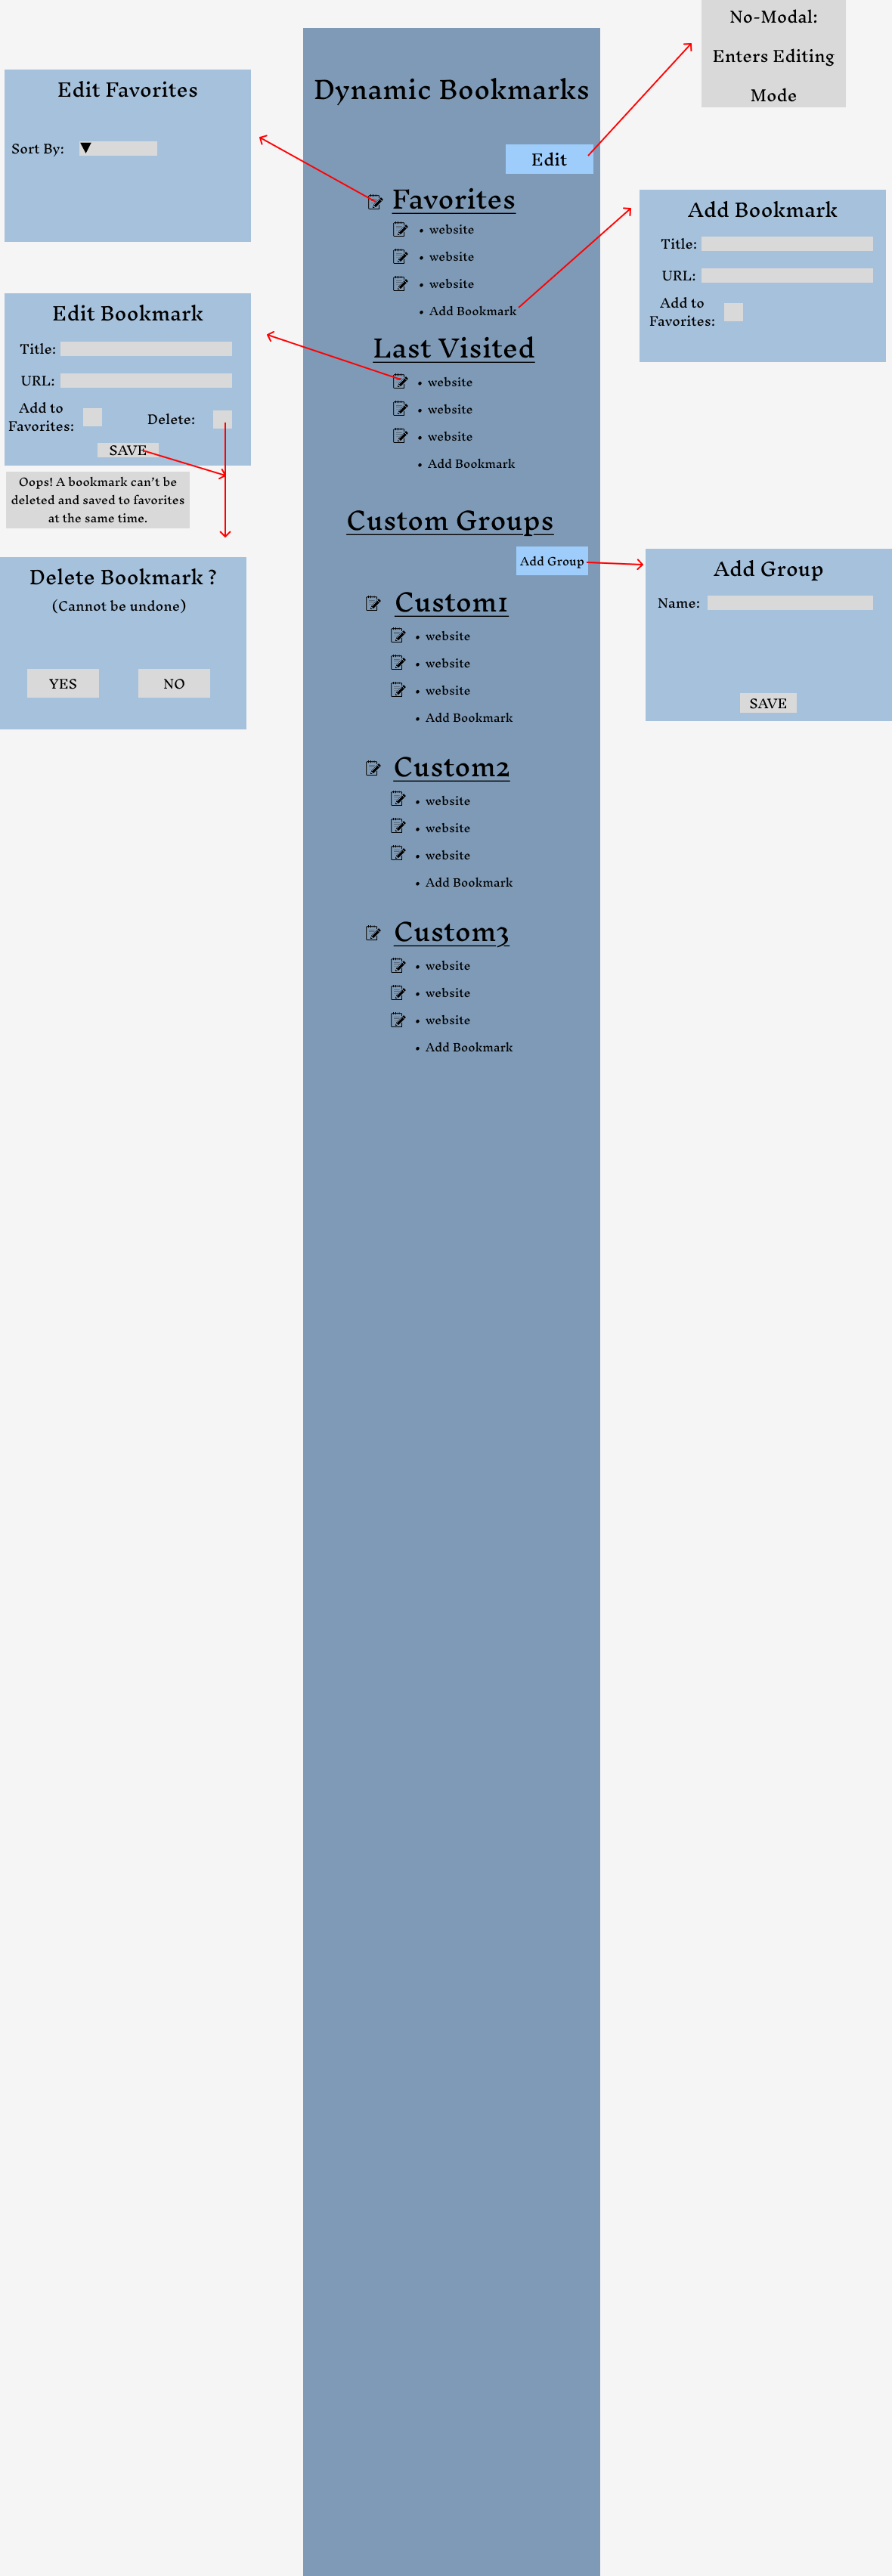 No-Modal:
Enters Editing
Mode
Edit Favorites
Sort By:
Dynamic Bookmarks
Edit
Favorites
• website
• website
• website
• Add Bookmark
Add Bookmark
Title:
URL:
Add to
Favorites:
Edit Bookmark
Title:
URL:
Add to
Favorites:
Delete:
SAVE
Oops! A bookmark can't be
deleted and saved to favorites
at the same time.
Last Visited
• website
• website
• website
• Add Bookmark
Delete Bookmark ?
(Cannot be undone)
YES
NO
Custom Groups
Add Group
Add Group
Name:
SAVE
Custom1
• website
• website
• website
• Add Bookmark
Custom2
• website
• website
• website
• Add Bookmark
Custom3
• website
• website
• website
• Add Bookmark